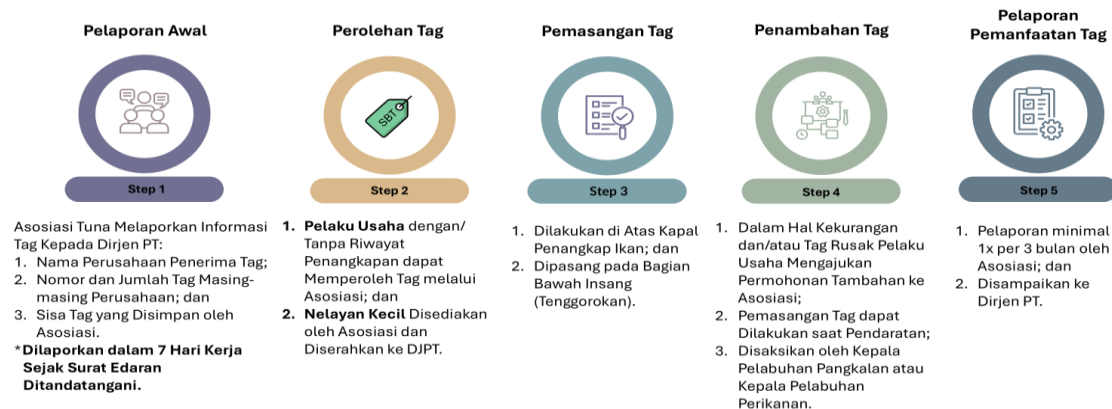 Pelaporan Awal
Step 1
Asosiasi Tuna Melaporkan Informasi
Tag Kepada Dirjen PT:
1. Nama Perusahaan Penerima Tag;
2. Nomor dan Jumlah Tag Masing-
masing Perusahaan; dan
3. Sisa Tag yang Disimpan oleh
Asosiasi.
*Dilaporkan dalam 7 Hari Kerja
Sejak Surat Edaran
Ditandatangani.
Perolehan Tag
SBT
Step 2
1. Pelaku Usaha dengan/
Tanpa Riwayat
Penangkapan dapat
Memperoleh Tag melalui
Asosiasi; dan
2. Nelayan Kecil Disediakan
oleh Asosiasi dan
Diserahkan ke DJPT.
Pemasangan Tag
Step 3
1. Dilakukan di Atas Kapal
Penangkap Ikan; dan
2. Dipasang pada Bagian
Bawah Insang
(Tenggorokan).
Penambahan Tag
Step 4
1. Dalam Hal Kekurangan
dan/atau Tag Rusak Pelaku
Usaha Mengajukan
Permohonan Tambahan ke
Asosiasi;
2. Pemasangan Tag dapat
Dilakukan saat Pendaratan;
3. Disaksikan oleh Kepala
Pelabuhan Pangkalan atau
Kepala Pelabuhan
Perikanan.
Pelaporan
Pemanfaatan Tag
Step 5
1. Pelaporan minimal
1x per 3 bulan oleh
Asosiasi; dan
2. Disampaikan ke
Dirjen PT.